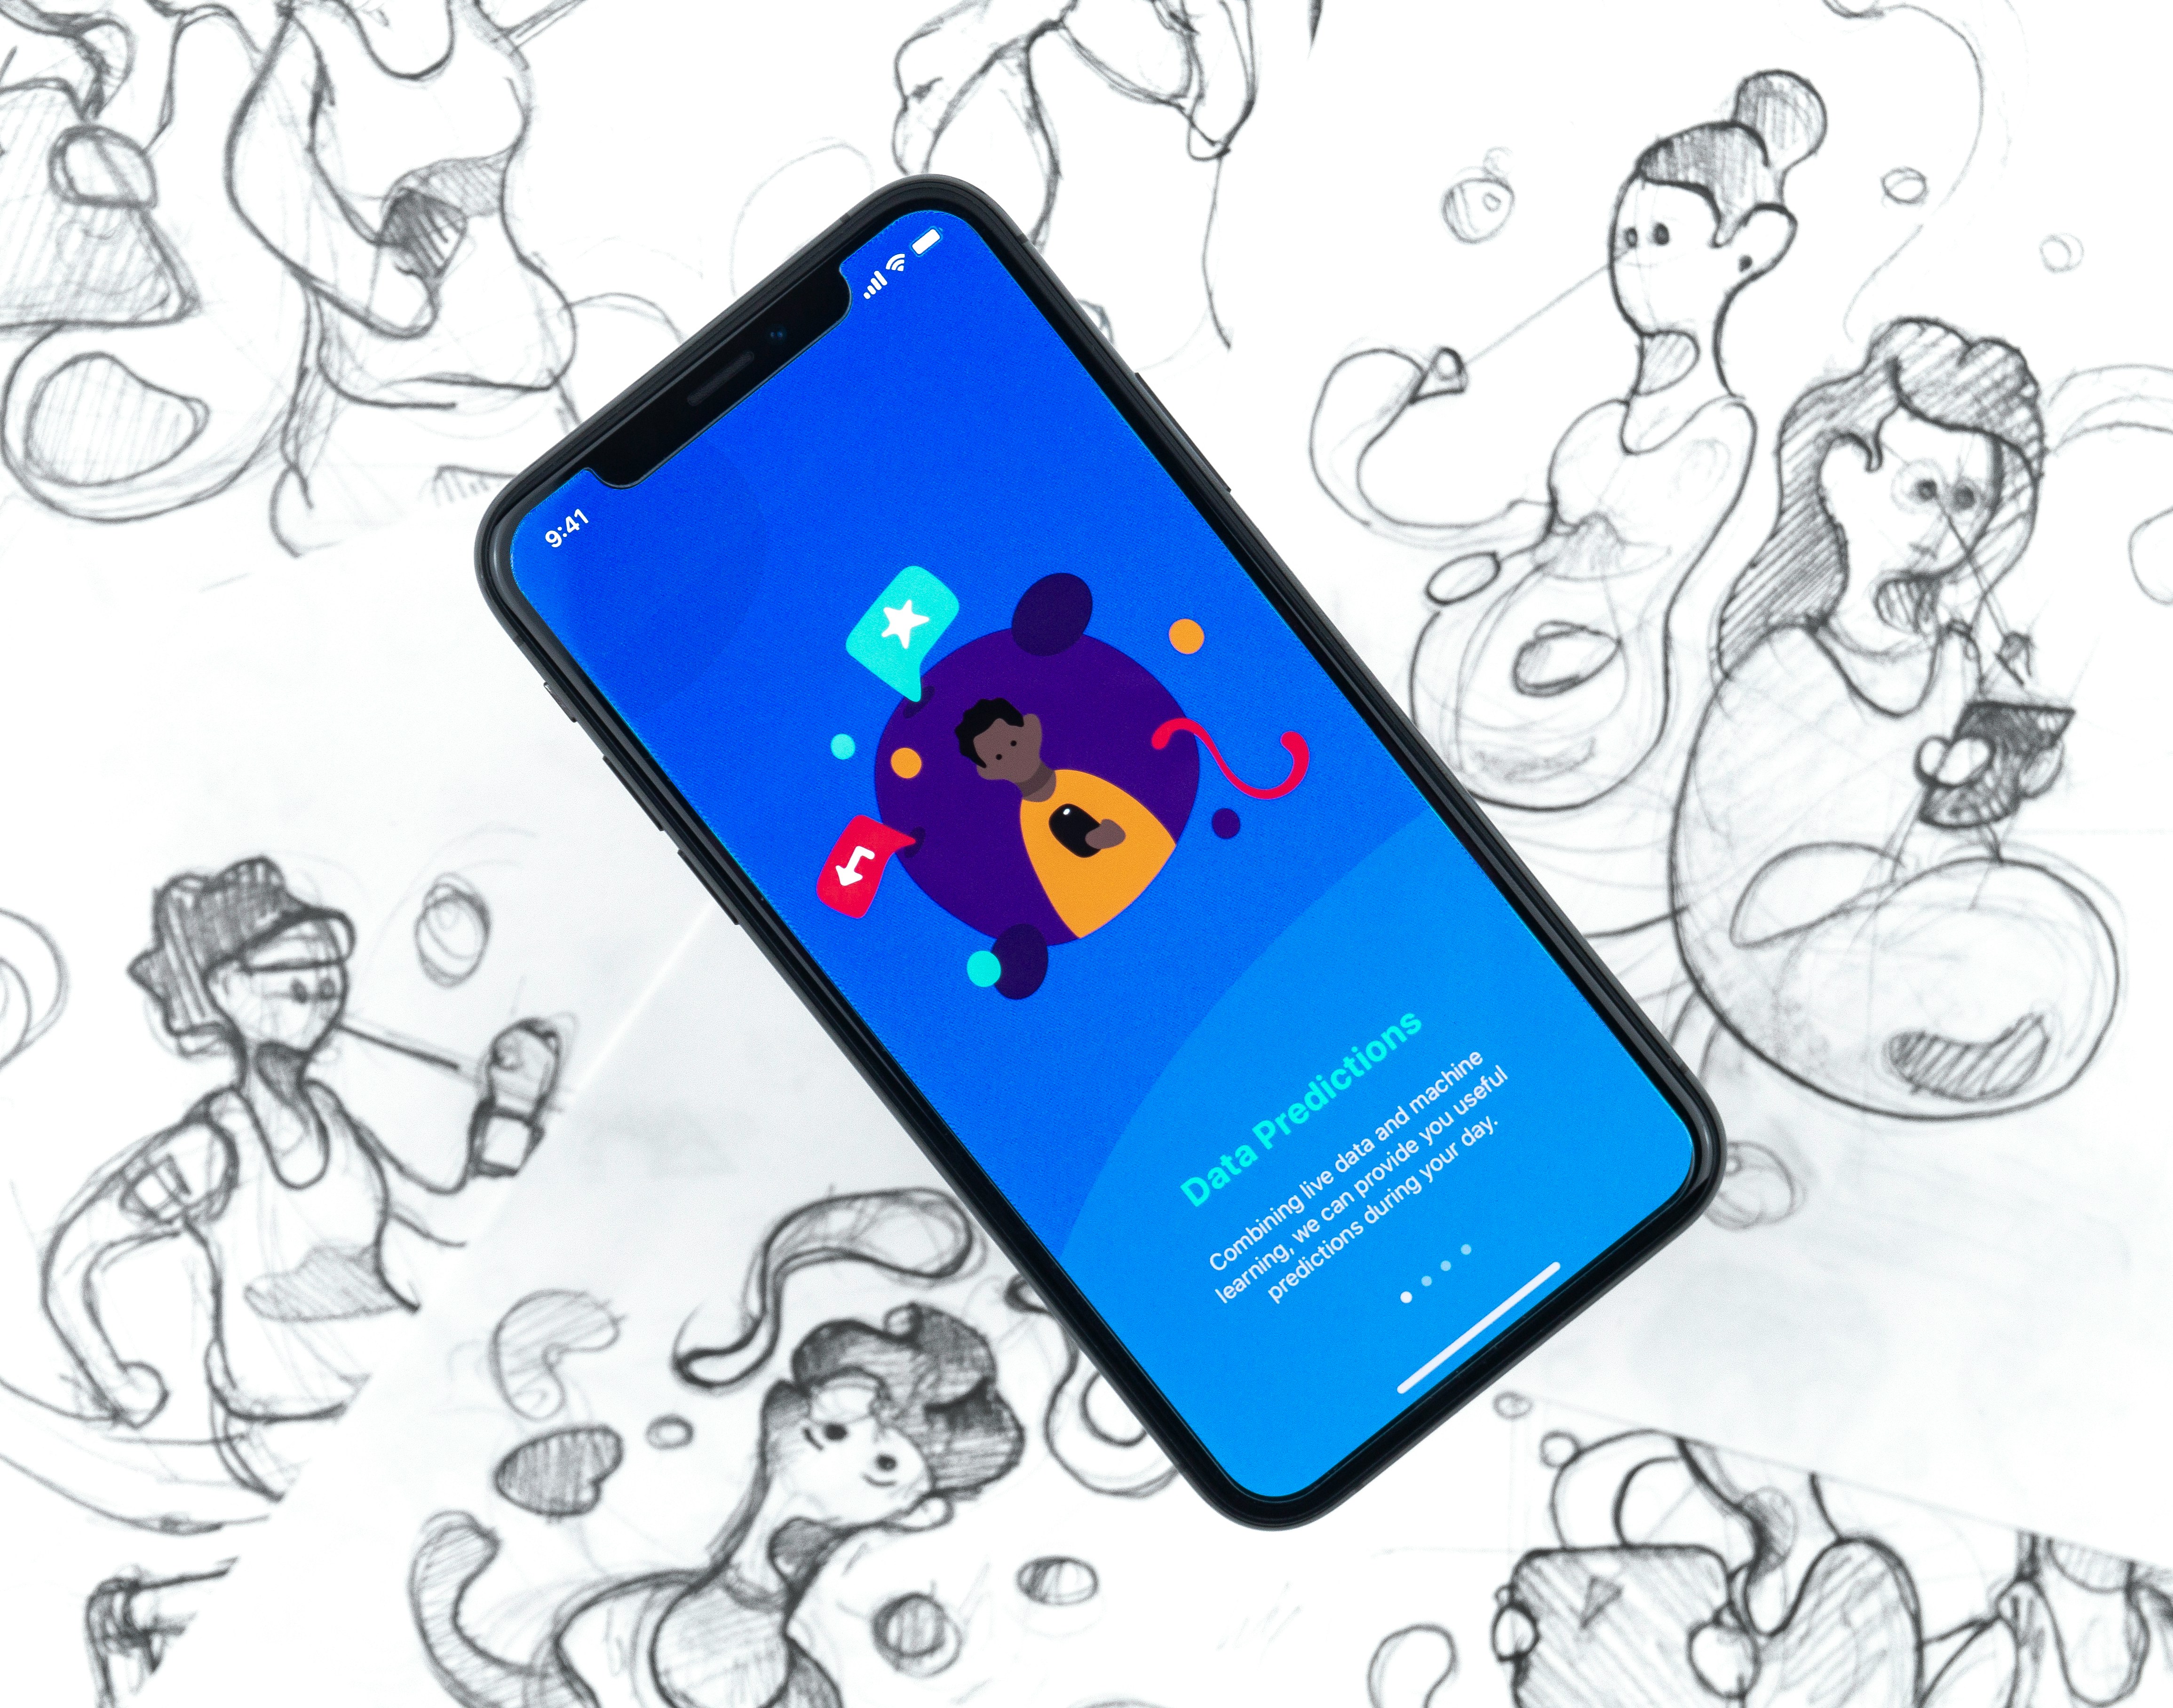 9:41
Data Predictions
Combining live data and machine
learning, we can provide you useful
predictions during your day.